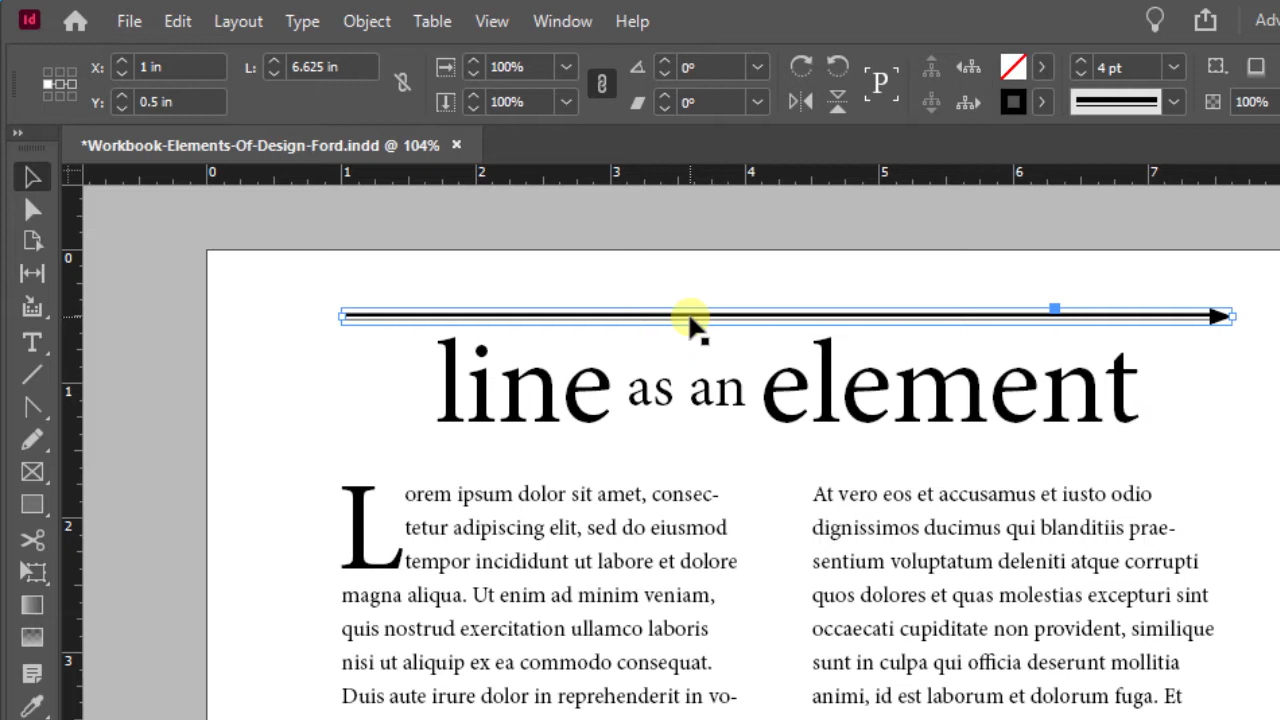 Id File Edit Layout Type Object Table View Window Help Ad
X: 1 in L: 6.625 in 100% 0° P 4 pt
Y: 0.5 in 100% 0° 100%
*Workbook-Elements-Of-Design-Ford.indd @ 104% ×
0 1 2 3 4 5 6 7
0
line as an element
1
Lorem ipsum dolor sit amet, consec-
tetur adipiscing elit, sed do eiusmod
tempor incididunt ut labore et dolore
magna aliqua. Ut enim ad minim veniam,
quis nostrud exercitation ullamco laboris
nisi ut aliquip ex ea commodo consequat.
Duis aute irure dolor in reprehenderit in vo-
At vero eos et accusamus et iusto odio
dignissimos ducimus qui blanditiis prae-
sentium voluptatum deleniti atque corrupti
quos dolores et quas molestias excepturi sint
occaecati cupiditate non provident, similique
sunt in culpa qui officia deserunt mollitia
animi, id est laborum et dolorum fuga. Et
2
3
T